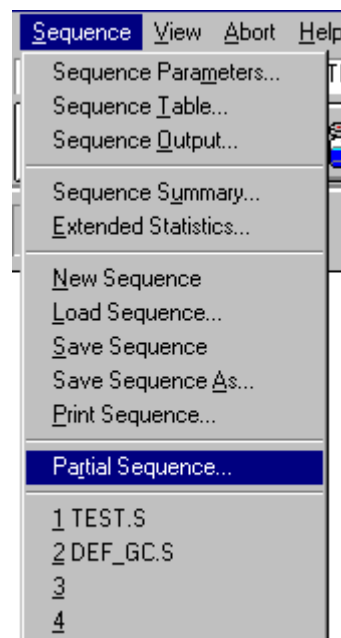 Sequence View Abort Help
Sequence Parameters...
Sequence Table...
Sequence Output...
Sequence Summary...
Extended Statistics...
New Sequence
Load Sequence...
Save Sequence
Save Sequence As...
Print Sequence...
Partial Sequence...
1 TEST.S
2 DEF_GC.S
3
4